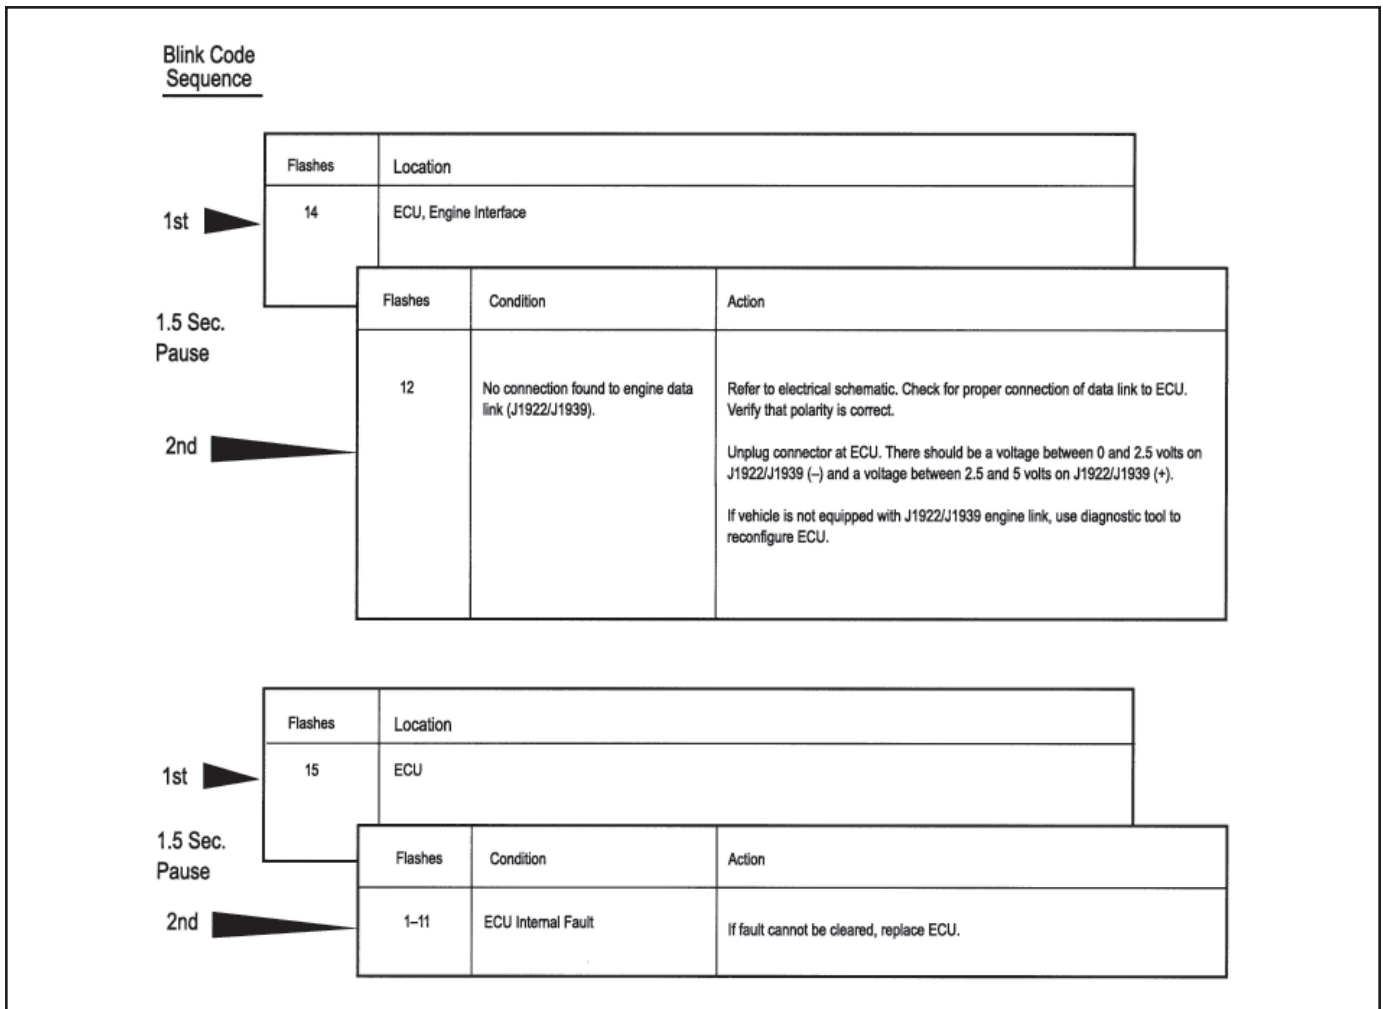 Blink Code
Sequence
Flashes Location
1st 14 ECU, Engine Interface
Flashes Condition Action
1.5 Sec.
Pause
12 No connection found to engine data Refer to electrical schematic. Check for proper connection of data link to ECU.
link (J1922/J1939). Verify that polarity is correct.
2nd Unplug connector at ECU. There should be a voltage between 0 and 2.5 volts on
J1922/J1939 (–) and a voltage between 2.5 and 5 volts on J1922/J1939 (+).
If vehicle is not equipped with J1922/J1939 engine link, use diagnostic tool to
reconfigure ECU.
Flashes Location
1st 15 ECU
1.5 Sec.
Pause
Flashes Condition Action
2nd 1–11 ECU Internal Fault If fault cannot be cleared, replace ECU.